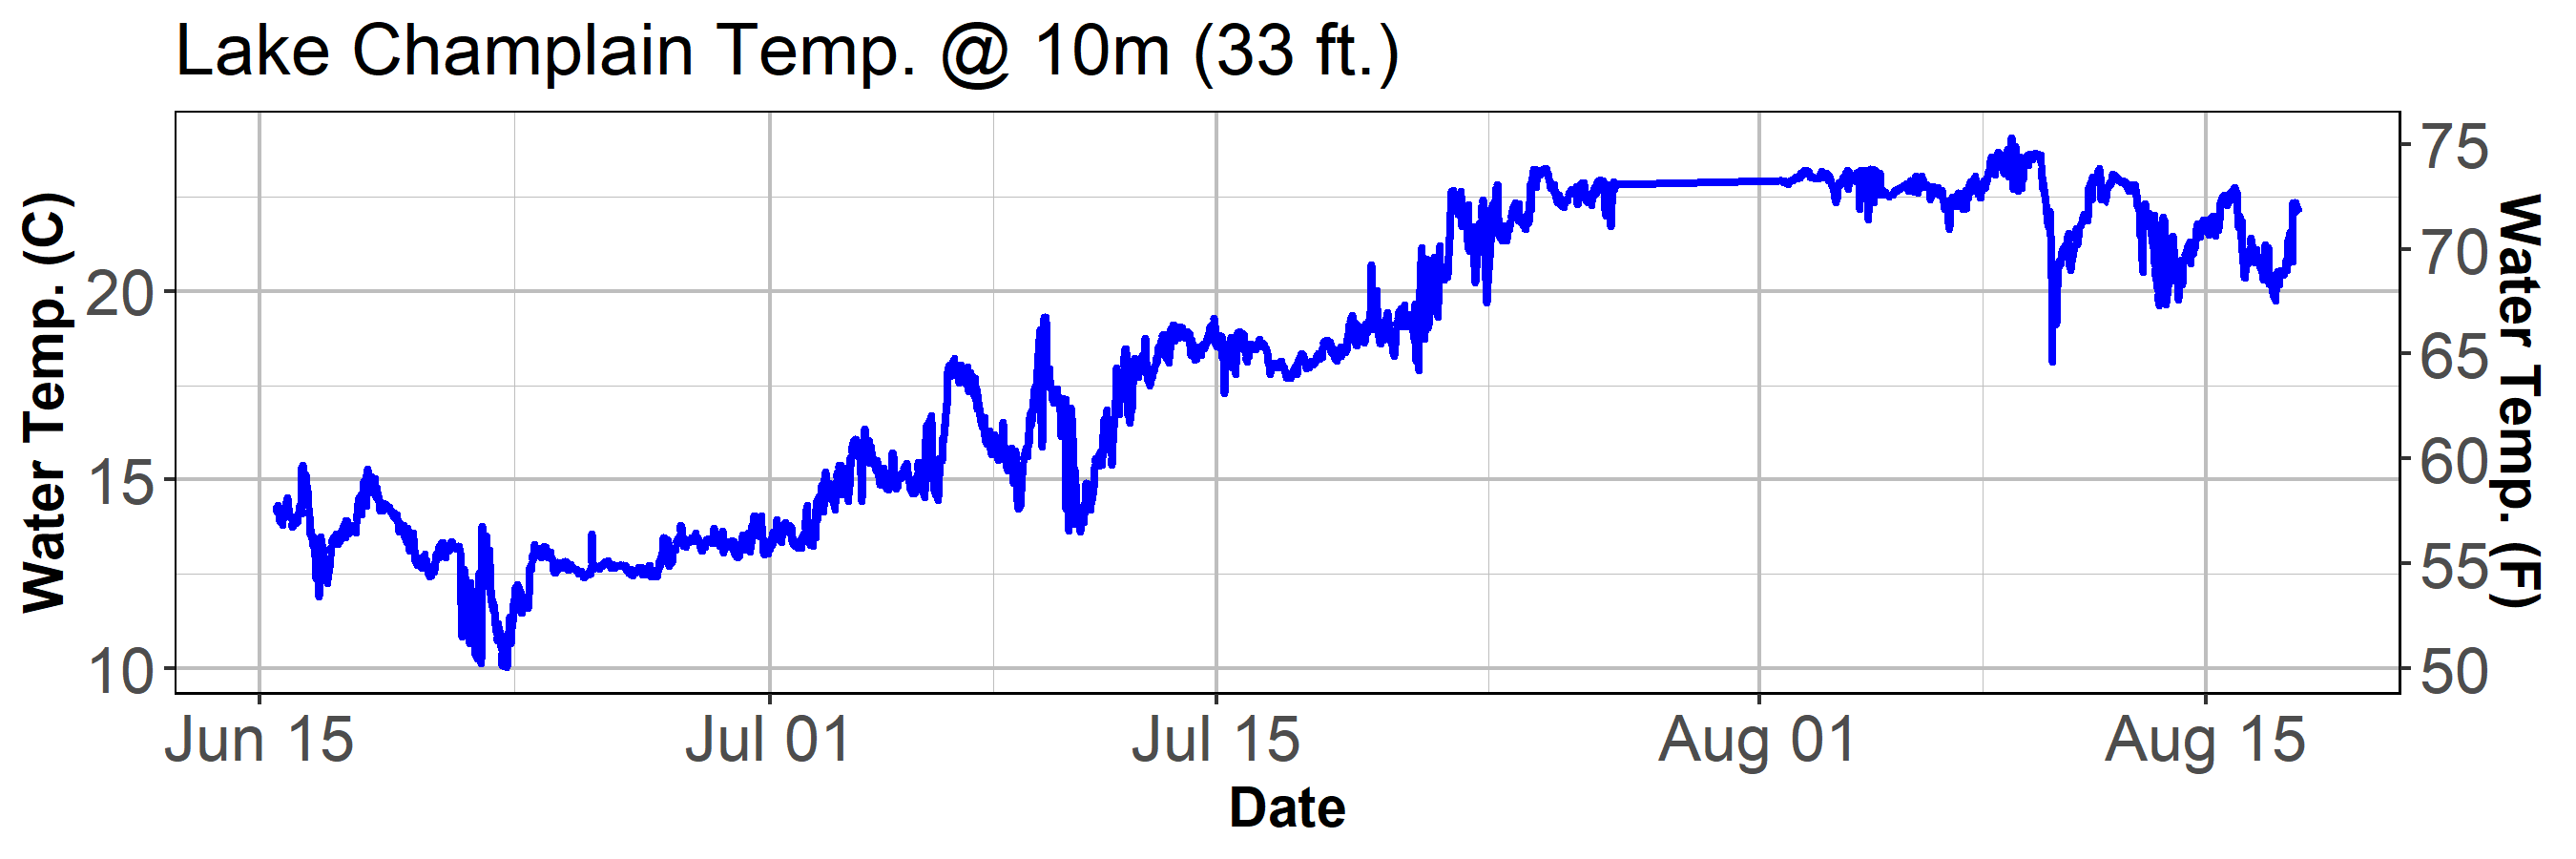 Lake Champlain Temp. @ 10m (33 ft.)
Water Temp. (C)
20
15
10
75
70
65
60
55
50
Water Temp. (F)
Jun 15
Jul 01
Jul 15
Aug 01
Aug 15
Date